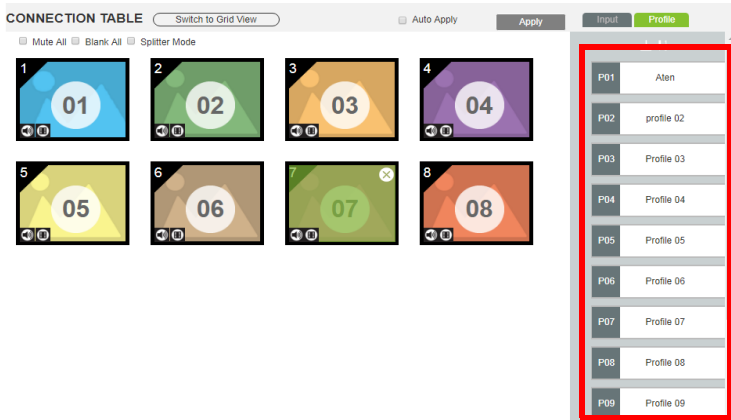 CONNECTION TABLE Switch to Grid View Auto Apply Apply Input Profile
Mute All Blank All Splitter Mode
1 01 2 02 3 03 4 04
5 05 6 06 7 07 8 08
P01 Aten
P02 profile 02
P03 Profile 03
P04 Profile 04
P05 Profile 05
P06 Profile 06
P07 Profile 07
P08 Profile 08
P09 Profile 09